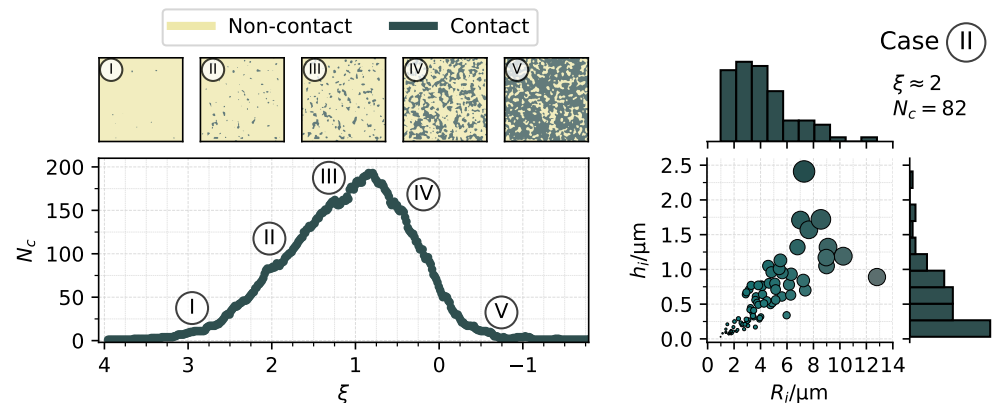 Non-contact Contact
Case II
ξ ≈ 2
N_c = 82
I II III IV V
200
150
100
50
0
N_c
I II III IV V
4 3 2 1 0 −1
ξ
2.5
2.0
1.5
1.0
0.5
0.0
h_i/μm
0 2 4 6 8 10 12 14
R_i/μm